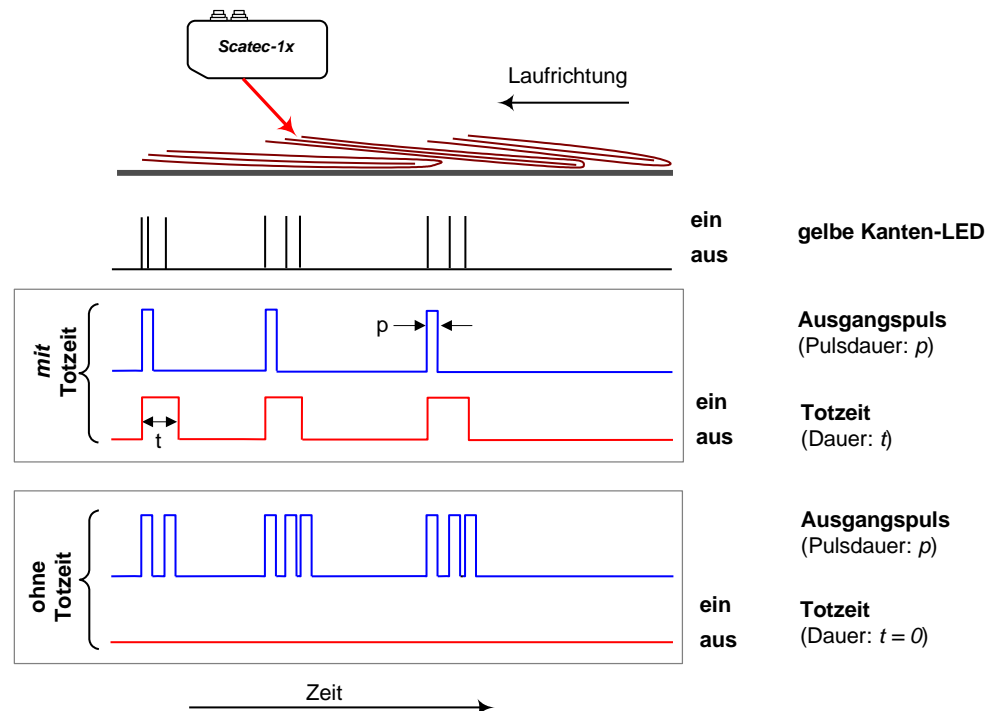 Scatec-1x
Laufrichtung
ein
aus
gelbe Kanten-LED
mit
Totzeit
p
Ausgangspuls
(Pulsdauer: p)
t
ein
aus
Totzeit
(Dauer: t)
ohne
Totzeit
Ausgangspuls
(Pulsdauer: p)
ein
aus
Totzeit
(Dauer: t = 0)
Zeit